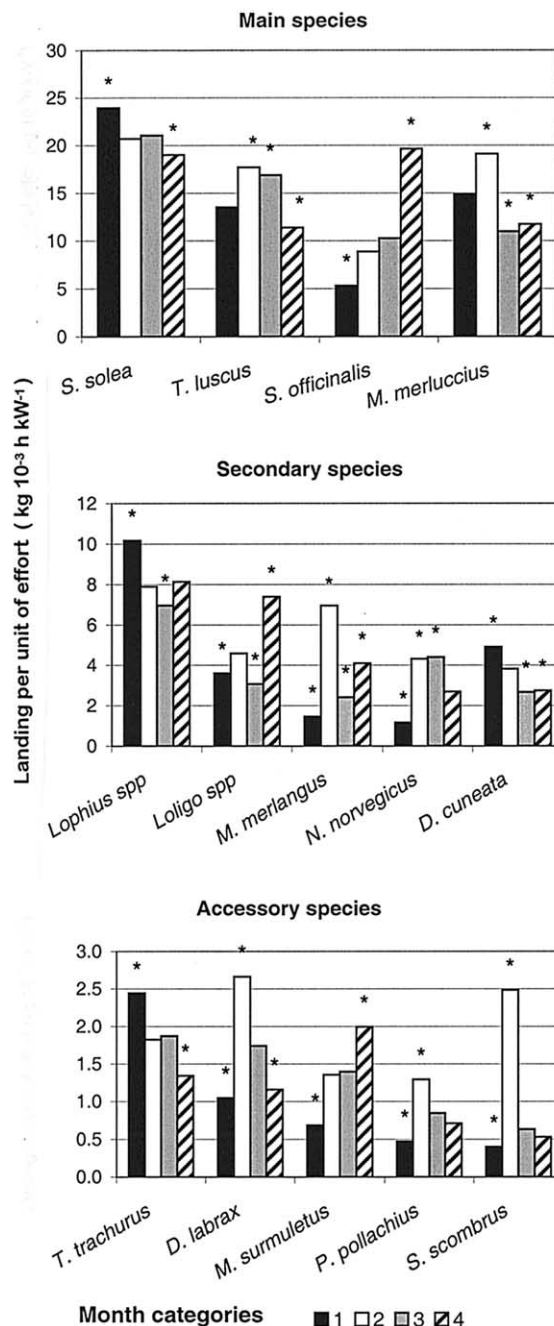 Main species
30
25
20
15
10
5
0
* * * * * * * * * *
S. solea T. luscus S. officinalis M. merluccius
Landing per unit of effort ( kg 10⁻³ h kW⁻¹)
Secondary species
12
10
8
6
4
2
0
* * * * * * * * * * * * * * *
Lophius spp Loligo spp M. merlangus N. norvegicus D. cuneata
Accessory species
3.0
2.5
2.0
1.5
1.0
0.5
0.0
* * * * * * * * * * *
T. trachurus D. labrax M. surmuletus P. pollachius S. scombrus
Month categories 1 2 3 4